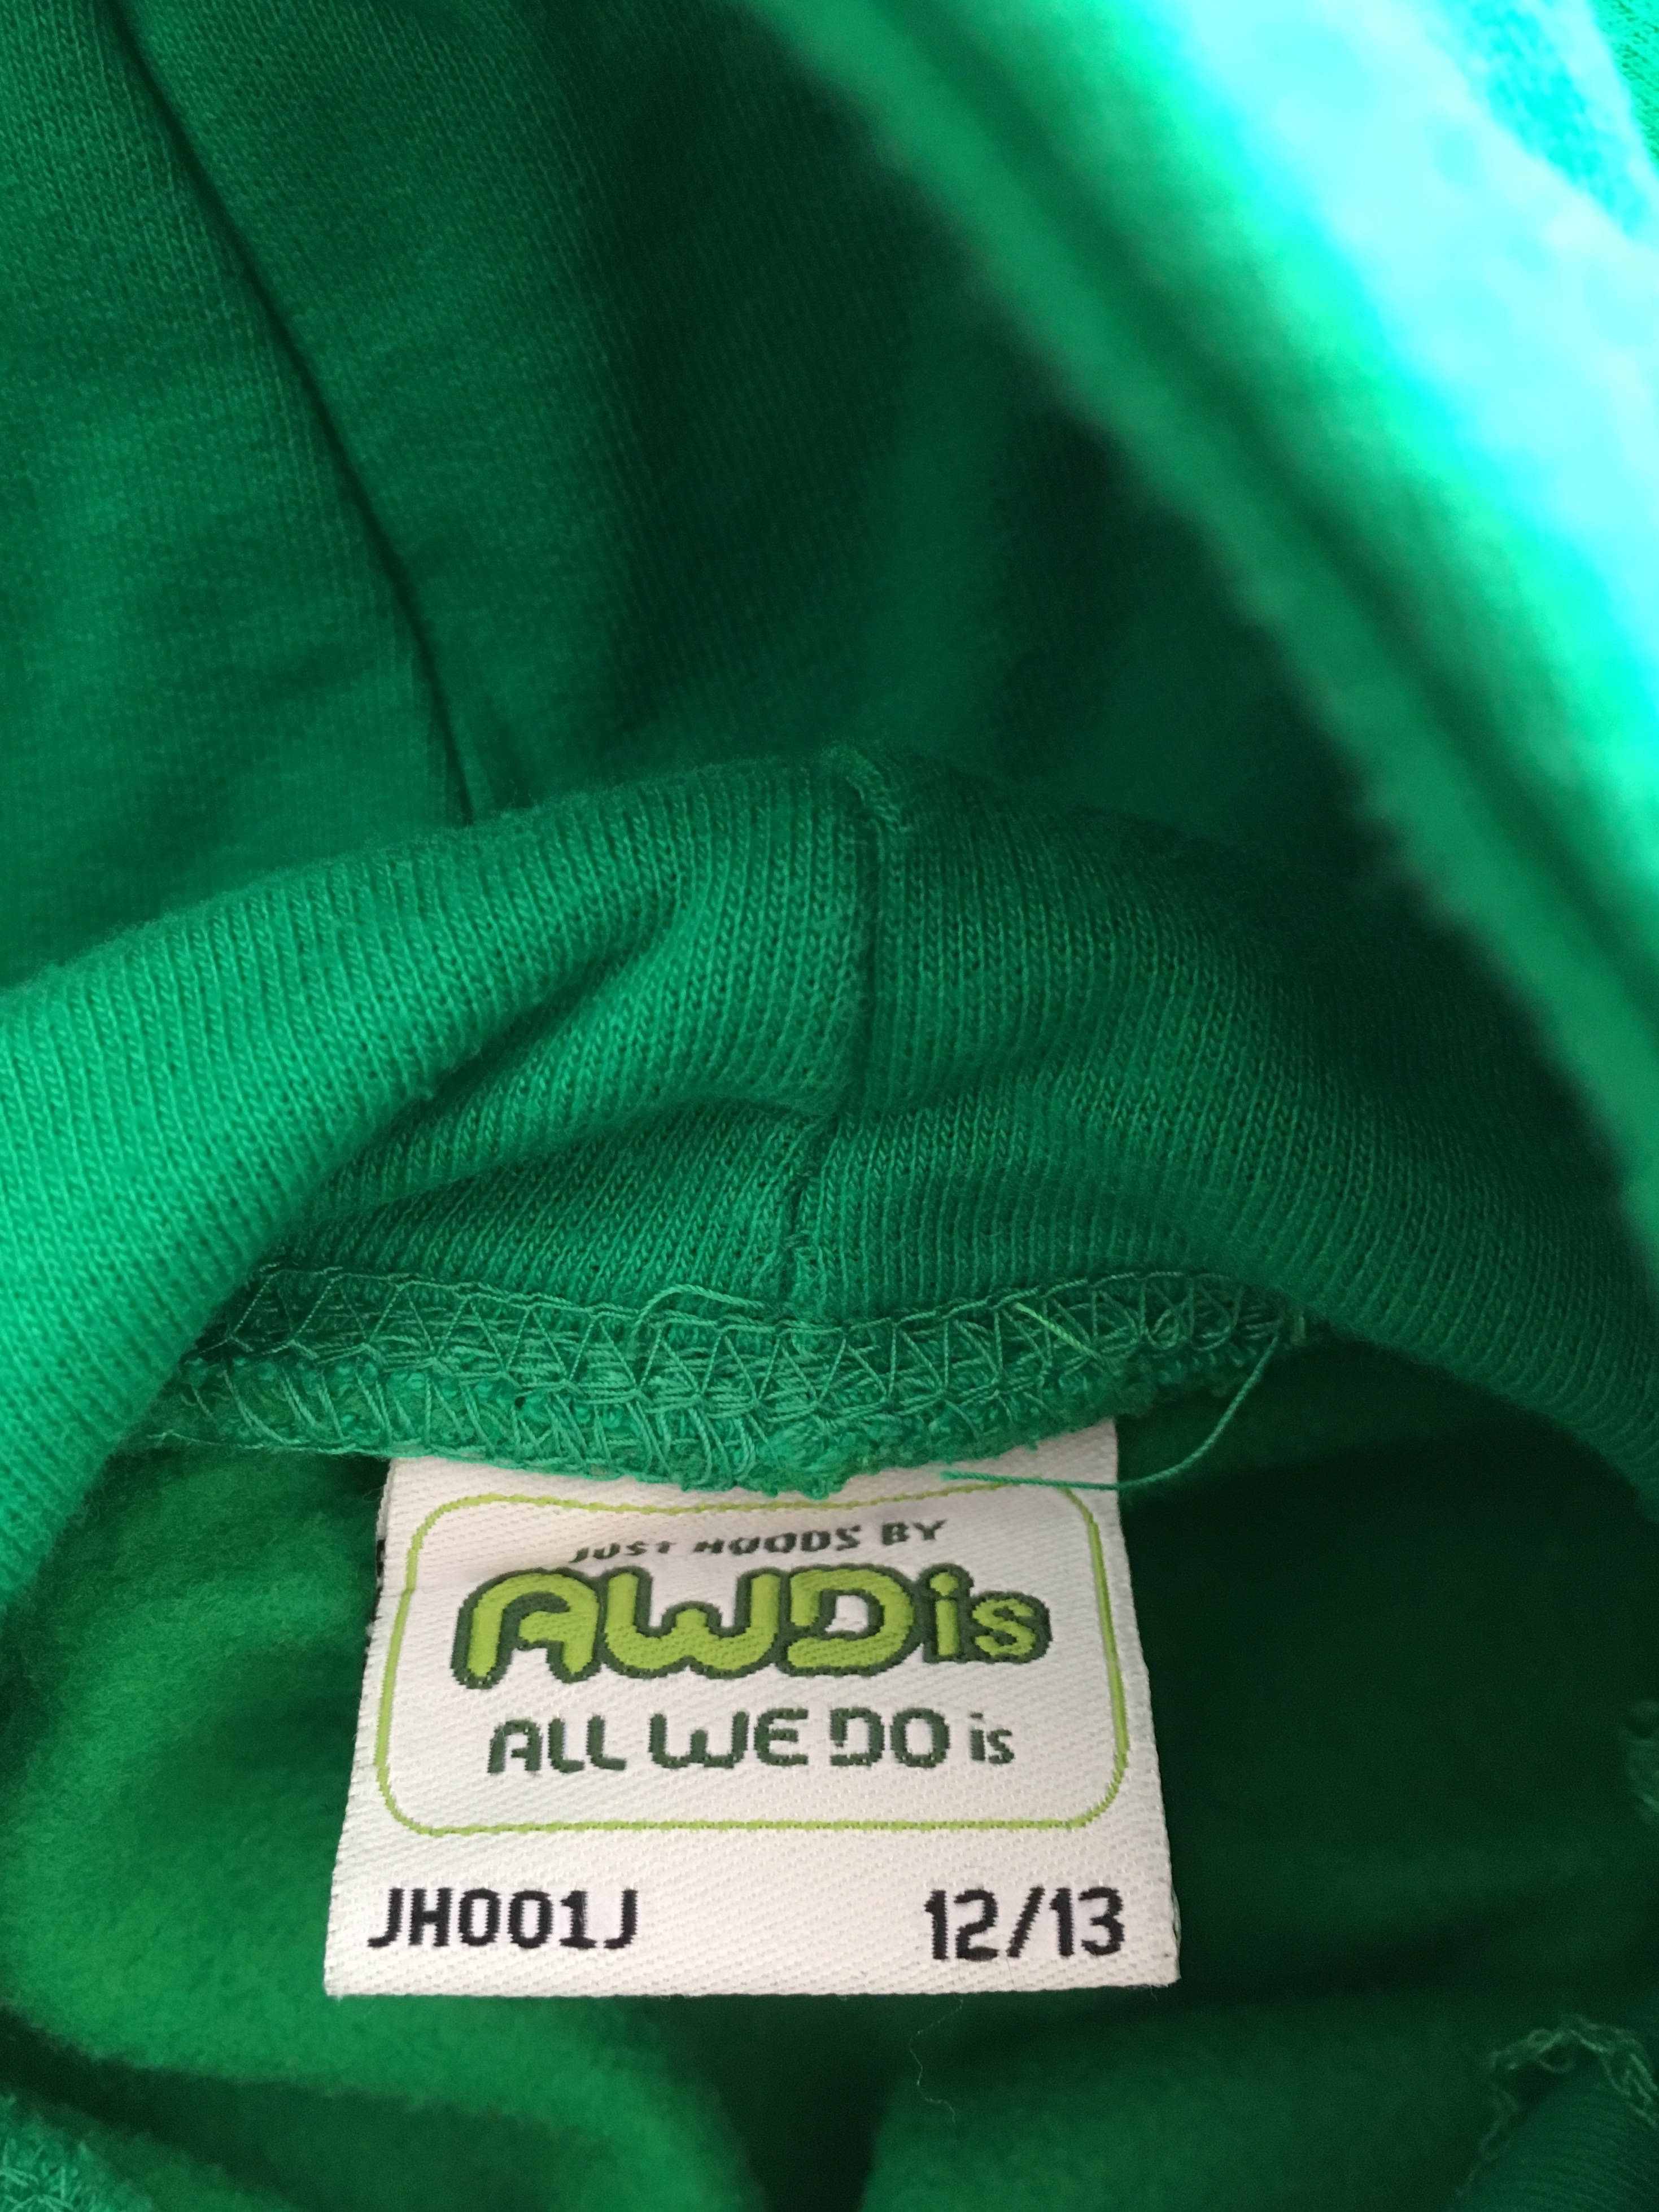 JUST HOODS BY
AWDis
ALL WE DO is
JH001J 12/13